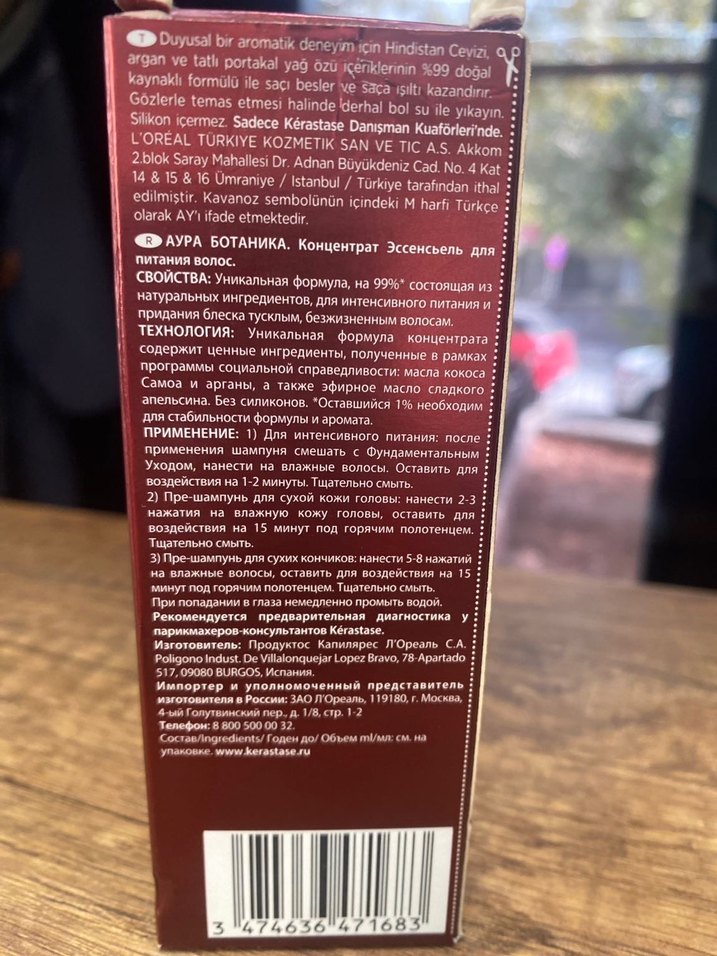 T Duyusal bir aromatik deneyim için Hindistan Cevizi,
argan ve tatlı portakal yağ özü içeriklerinin %99 doğal
kaynaklı formülü ile saçı besler ve saça ışıltı kazandırır.
Gözlerle temas etmesi halinde derhal bol su ile yıkayın.
Silikon içermez. Sadece Kérastase Danışman Kuaförleri'nde.
L'ORÉAL TÜRKİYE KOZMETIK SAN VE TIC A.S. Akkom
2.blok Saray Mahallesi Dr. Adnan Büyükdeniz Cad. No. 4 Kat
14 & 15 & 16 Ümraniye / Istanbul / Türkiye tarafından ithal
edilmiştir. Kavanoz sembolünün içindeki M harfi Türkçe
olarak AY'ı ifade etmektedir.
R АУРА БОТАНИКА. Концентрат Эссенсьель для
питания волос.
СВОЙСТВА: Уникальная формула, на 99%* состоящая из
натуральных ингредиентов, для интенсивного питания и
придания блеска тусклым, безжизненным волосам.
ТЕХНОЛОГИЯ: Уникальная формула концентрата
содержит ценные ингредиенты, полученные в рамках
программы социальной справедливости: масла кокоса
Самоа и арганы, а также эфирное масло сладкого
апельсина. Без силиконов. *Оставшийся 1% необходим
для стабильности формулы и аромата.
ПРИМЕНЕНИЕ: 1) Для интенсивного питания: после
применения шампуня смешать с Фундаментальным
Уходом, нанести на влажные волосы. Оставить для
воздействия на 1-2 минуты. Тщательно смыть.
2) Пре-шампунь для сухой кожи головы: нанести 2-3
нажатия на влажную кожу головы, оставить для
воздействия на 15 минут под горячим полотенцем.
Тщательно смыть.
3) Пре-шампунь для сухих кончиков: нанести 5-8 нажатий
на влажные волосы, оставить для воздействия на 15
минут под горячим полотенцем. Тщательно смыть.
При попадании в глаза немедленно промыть водой.
Рекомендуется предварительная диагностика у
парикмахеров-консультантов Kérastase.
Изготовитель: Продуктос Капилярес Л'Ореаль С.А.
Poligono Indust. De Villalonquejar Lopez Bravo, 78-Apartado
517, 09080 BURGOS, Испания.
Импортер и уполномоченный представитель
изготовителя в России: ЗАО Л'Ореаль, 119180, г. Москва,
4-ый Голутвинский пер., д. 1/8, стр. 1-2
Телефон: 8 800 500 00 32.
Состав/Ingredients/ Годен до/ Объем ml/мл: см. на
упаковке. www.kerastase.ru
3 474636 471683